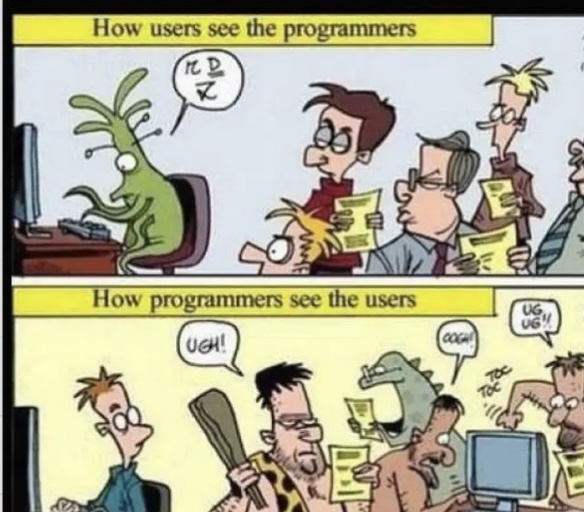 How users see the programmers
How programmers see the users
UGH!
OOGH!
UG
UG!!
TOC
TOC